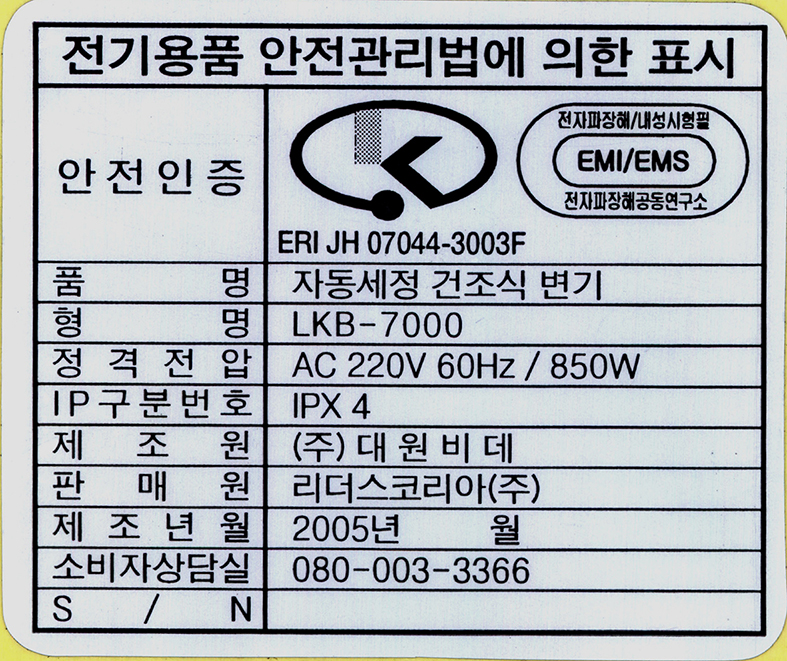 전기용품 안전관리법에 의한 표시
안전인증
전자파장해/내성시형필
EMI/EMS
전자파장해공동연구소
ERI JH 07044-3003F
품 명 자동세정 건조식 변기
형 명 LKB-7000
정격전압 AC 220V 60Hz / 850W
IP구분번호 IPX 4
제 조 원 (주) 대 원 비 데
판 매 원 리더스코리아(주)
제조년월 2005년 월
소비자상담실 080-003-3366
S / N